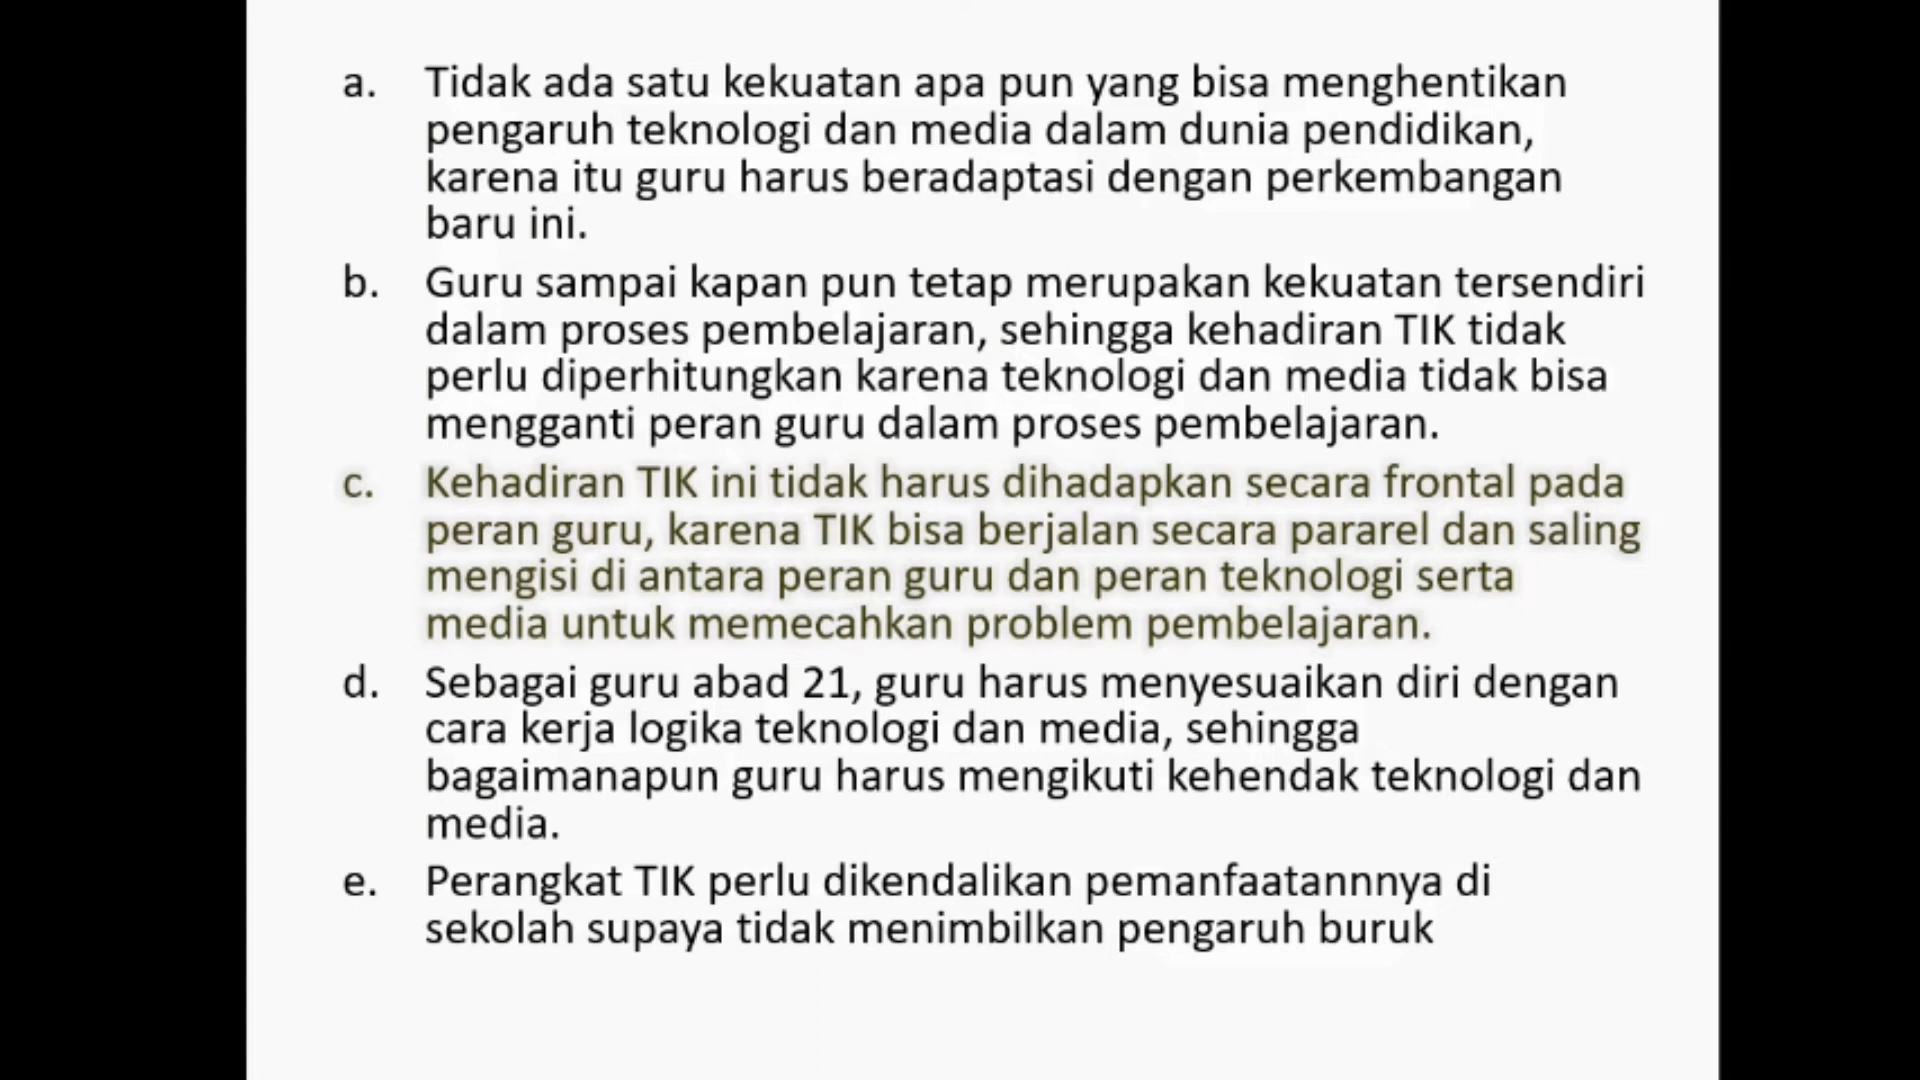 a. Tidak ada satu kekuatan apa pun yang bisa menghentikan
pengaruh teknologi dan media dalam dunia pendidikan,
karena itu guru harus beradaptasi dengan perkembangan
baru ini.
b. Guru sampai kapan pun tetap merupakan kekuatan tersendiri
dalam proses pembelajaran, sehingga kehadiran TIK tidak
perlu diperhitungkan karena teknologi dan media tidak bisa
mengganti peran guru dalam proses pembelajaran.
c. Kehadiran TIK ini tidak harus dihadapkan secara frontal pada
peran guru, karena TIK bisa berjalan secara pararel dan saling
mengisi di antara peran guru dan peran teknologi serta
media untuk memecahkan problem pembelajaran.
d. Sebagai guru abad 21, guru harus menyesuaikan diri dengan
cara kerja logika teknologi dan media, sehingga
bagaimanapun guru harus mengikuti kehendak teknologi dan
media.
e. Perangkat TIK perlu dikendalikan pemanfaatannnya di
sekolah supaya tidak menimbilkan pengaruh buruk